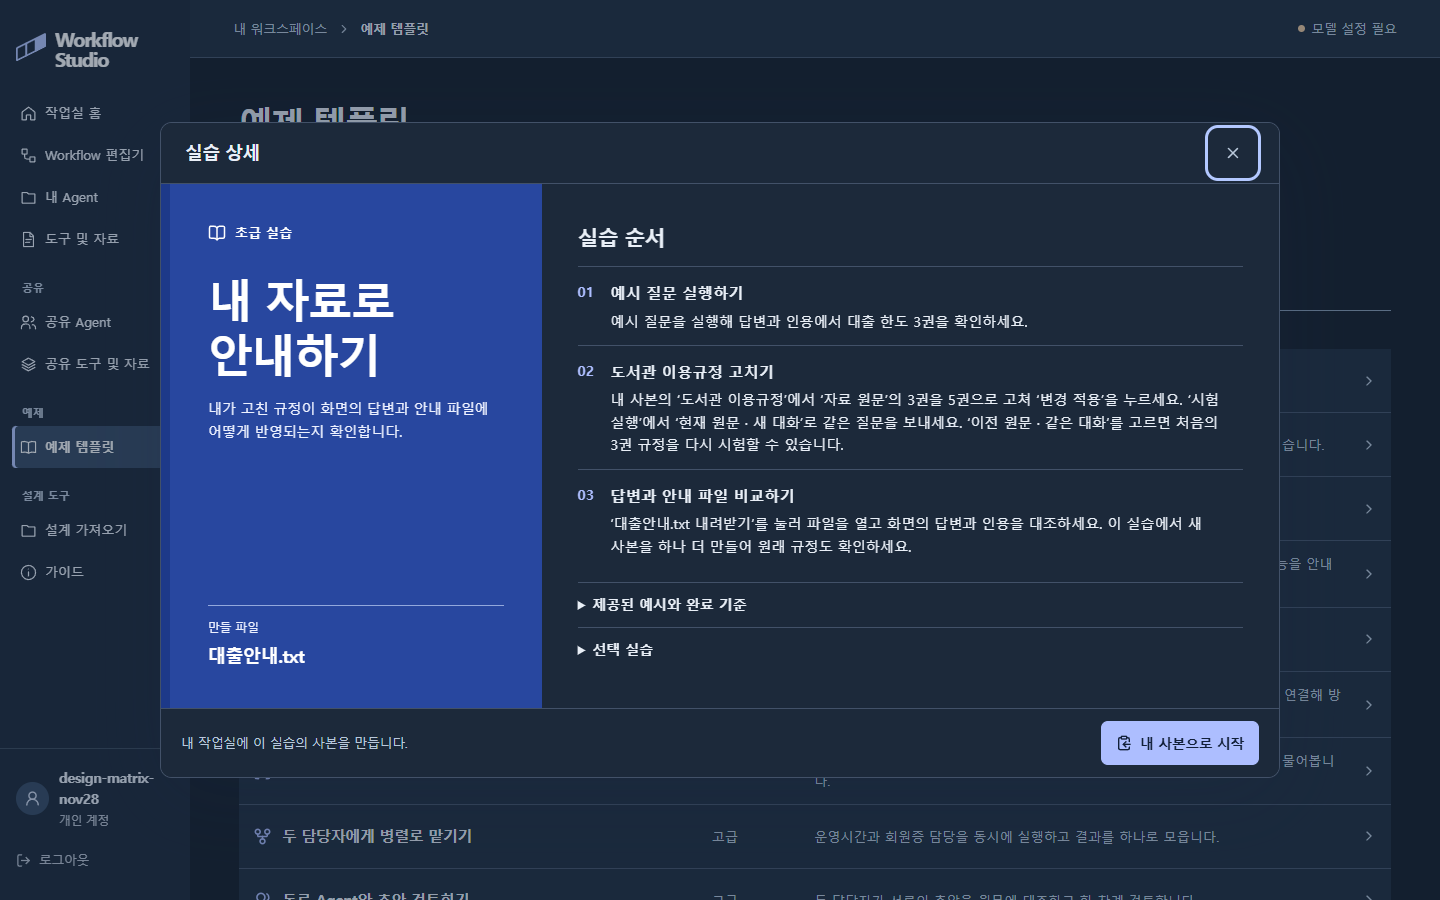 Workflow
Studio
작업실 홈
Workflow 편집기
내 Agent
도구 및 자료
공유
공유 Agent
공유 도구 및 자료
예제
예제 템플릿
설계 도구
설계 가져오기
가이드
design-matrix-
nov28
개인 계정
로그아웃
내 워크스페이스 > 예제 템플릿
모델 설정 필요
예제 템플릿
실습 상세
초급 실습
내 자료로
안내하기
내가 고친 규정이 화면의 답변과 안내 파일에
어떻게 반영되는지 확인합니다.
만들 파일
대출안내.txt
실습 순서
01 예시 질문 실행하기
예시 질문을 실행해 답변과 인용에서 대출 한도 3권을 확인하세요.
02 도서관 이용규정 고치기
내 사본의 ‘도서관 이용규정’에서 ‘자료 원문’의 3권을 5권으로 고쳐 ‘변경 적용’을 누르세요. ‘시험
실행’에서 ‘현재 원문 · 새 대화’로 같은 질문을 보내세요. ‘이전 원문 · 같은 대화’를 고르면 처음의
3권 규정을 다시 시험할 수 있습니다.
03 답변과 안내 파일 비교하기
‘대출안내.txt 내려받기’를 눌러 파일을 열고 화면의 답변과 인용을 대조하세요. 이 실습에서 새
사본을 하나 더 만들어 원래 규정도 확인하세요.
제공된 예시와 완료 기준
선택 실습
내 작업실에 이 실습의 사본을 만듭니다.
내 사본으로 시작
습니다.
안내
연결해 방
물어봅니
다.
두 담당자에게 병렬로 맡기기 고급 운영시간과 회원증 담당을 동시에 실행하고 결과를 하나로 모읍니다.